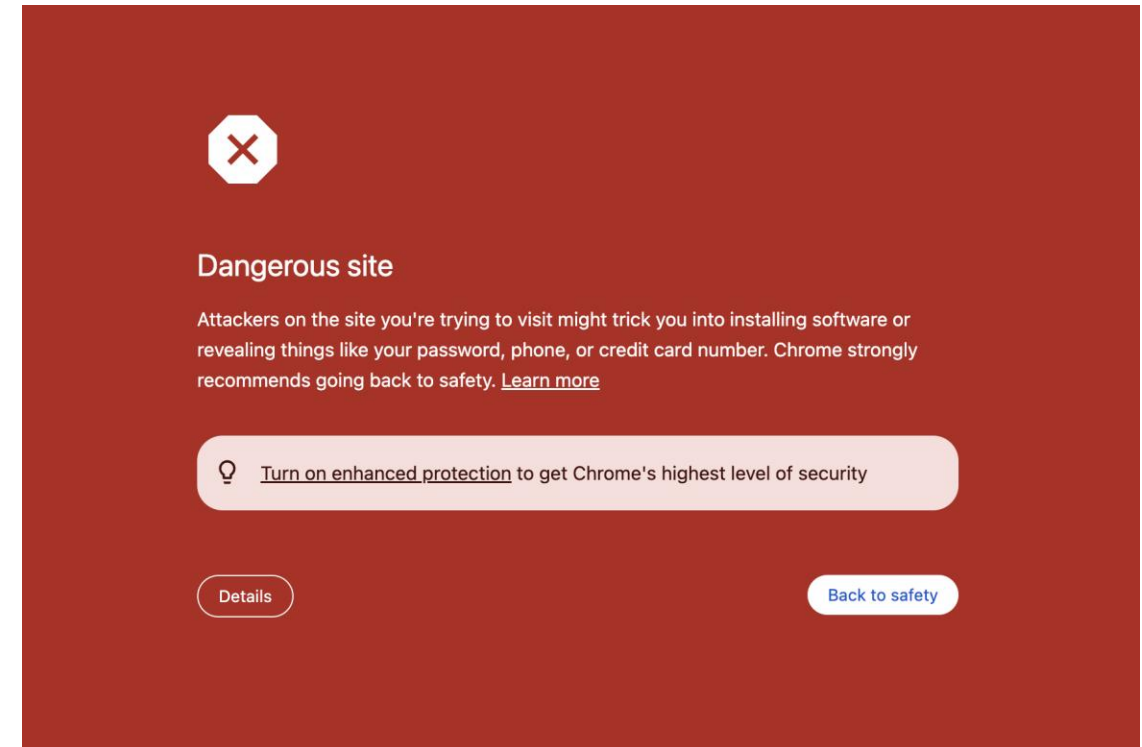 Dangerous site
Attackers on the site you're trying to visit might trick you into installing software or
revealing things like your password, phone, or credit card number. Chrome strongly
recommends going back to safety. Learn more
Turn on enhanced protection to get Chrome's highest level of security
Details
Back to safety